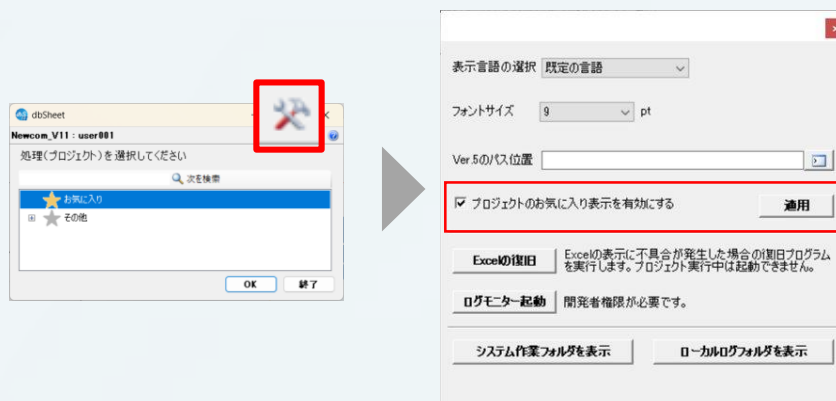 dbSheet
Newcom_V11 : user001
処理(プロジェクト)を選択してください
次を検索
お気に入り
その他
OK
終了
表示言語の選択 既定の言語
フォントサイズ 9 pt
Ver.5のパス位置
プロジェクトのお気に入り表示を有効にする 適用
Excelの復旧
Excelの表示に不具合が発生した場合の復旧プログラム
を実行します。プロジェクト実行中は起動できません。
ログモニター起動 開発者権限が必要です。
システム作業フォルダを表示 ローカルログフォルダを表示